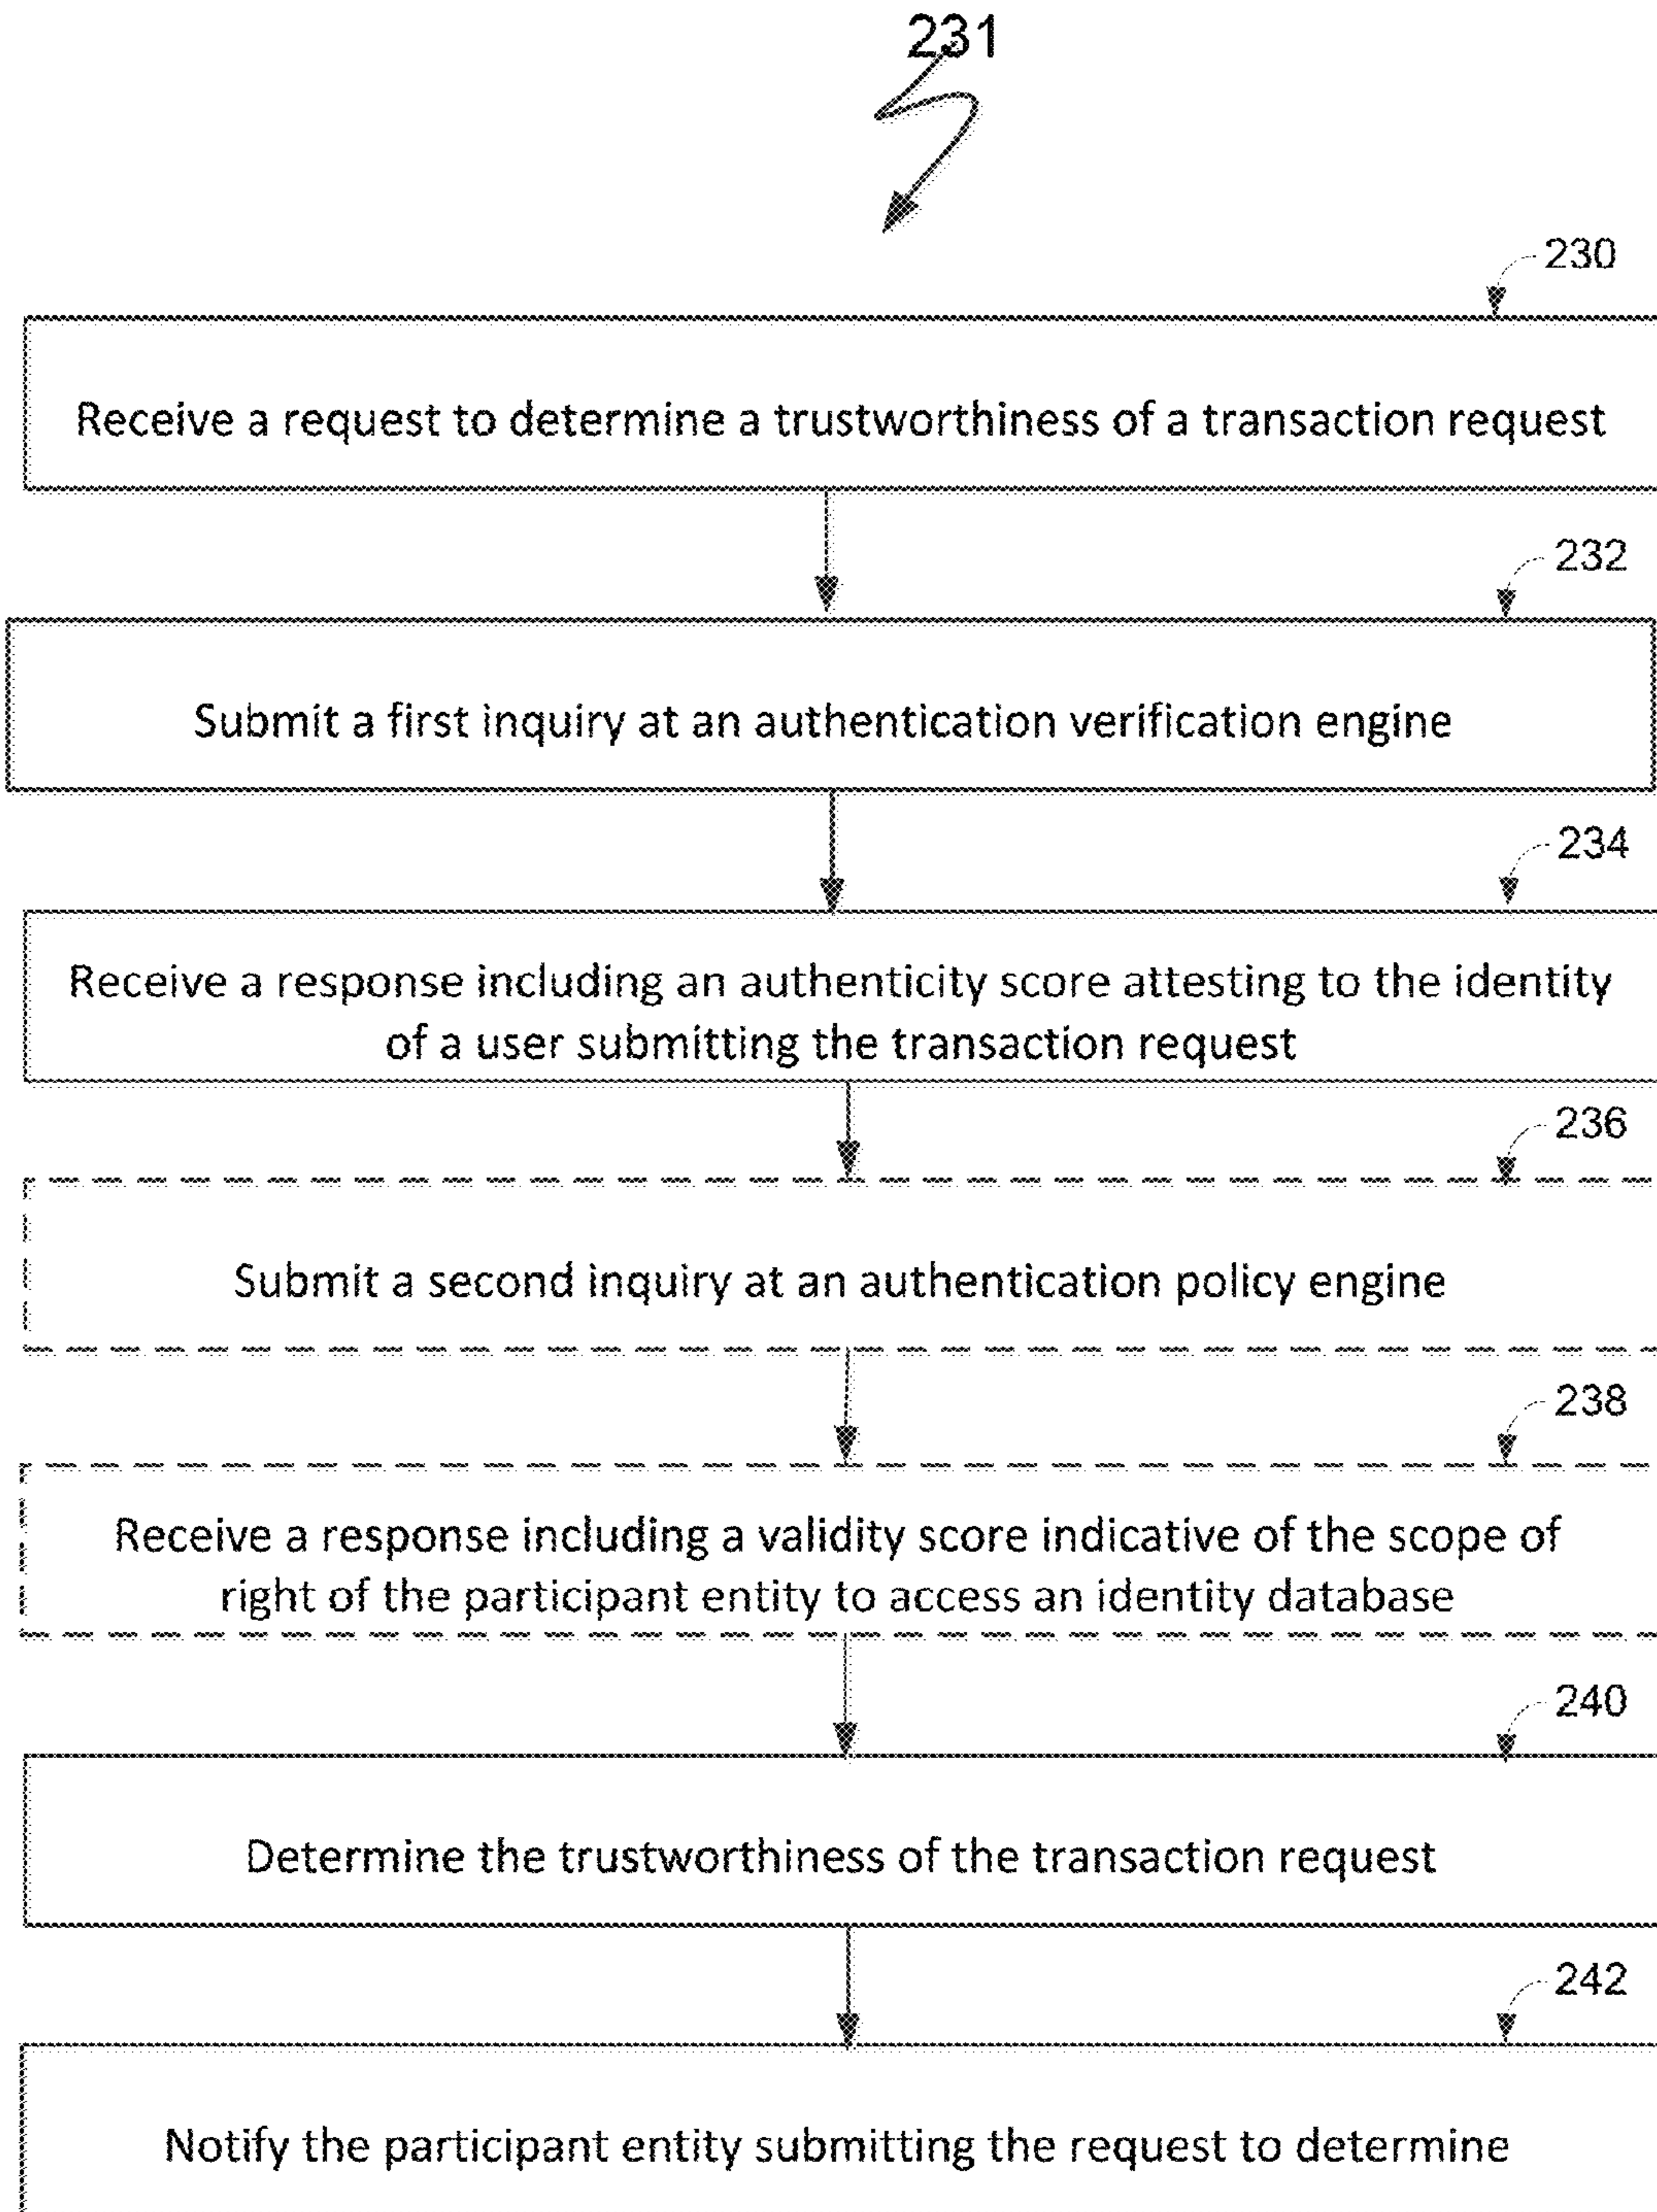 231
230
Receive a request to determine a trustworthiness of a transaction request
232
Submit a first inquiry at an authentication verification engine
234
Receive a response including an authenticity score attesting to the identity
of a user submitting the transaction request
236
Submit a second inquiry at an authentication policy engine
238
Receive a response including a validity score indicative of the scope of
right of the participant entity to access an identity database
240
Determine the trustworthiness of the transaction request
242
Notify the participant entity submitting the request to determine